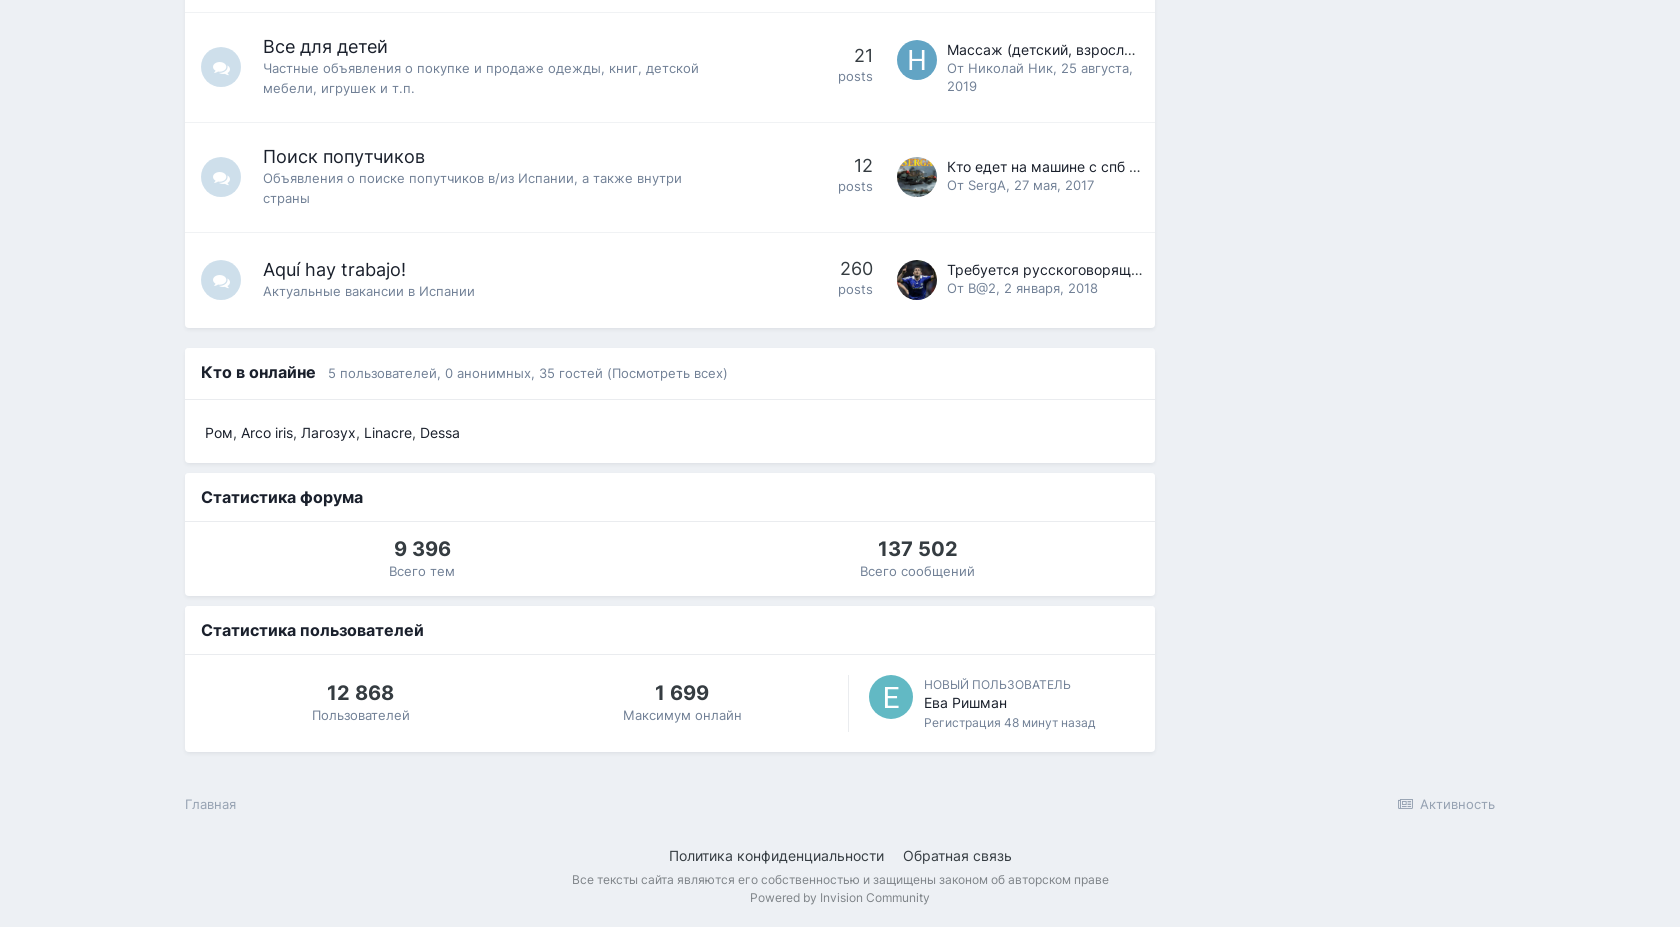 Все для детей
Частные объявления о покупке и продаже одежды, книг, детской
мебели, игрушек и т.п.
21
posts
Н
Массаж (детский, взросл...
От Николай Ник, 25 августа,
2019
Поиск попутчиков
Объявления о поиске попутчиков в/из Испании, а также внутри
страны
12
posts
Кто едет на машине с спб ...
От SergA, 27 мая, 2017
Aquí hay trabajo!
Актуальные вакансии в Испании
260
posts
Требуется русскоговорящ...
От B@2, 2 января, 2018
Кто в онлайне 5 пользователей, 0 анонимных, 35 гостей (Посмотреть всех)
Ром, Arco iris, Лагозух, Linacre, Dessa
Статистика форума
9 396
Всего тем
137 502
Всего сообщений
Статистика пользователей
12 868
Пользователей
1 699
Максимум онлайн
Е
НОВЫЙ ПОЛЬЗОВАТЕЛЬ
Ева Ришман
Регистрация 48 минут назад
Главная
Активность
Политика конфиденциальности Обратная связь
Все тексты сайта являются его собственностью и защищены законом об авторском праве
Powered by Invision Community